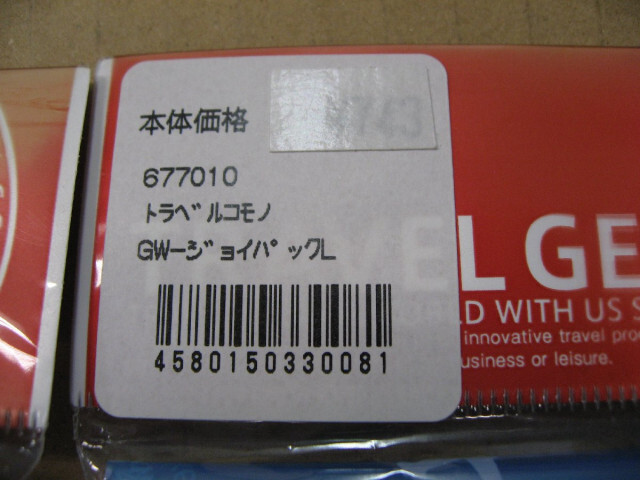 本体価格
677010
ﾄﾗﾍﾞﾙｺﾓﾉ
GW-ｼﾞｮｲﾊﾟｯｸL
4580150330081
EL GE
LD WITH US S
innovative travel pro
usiness or leisure.